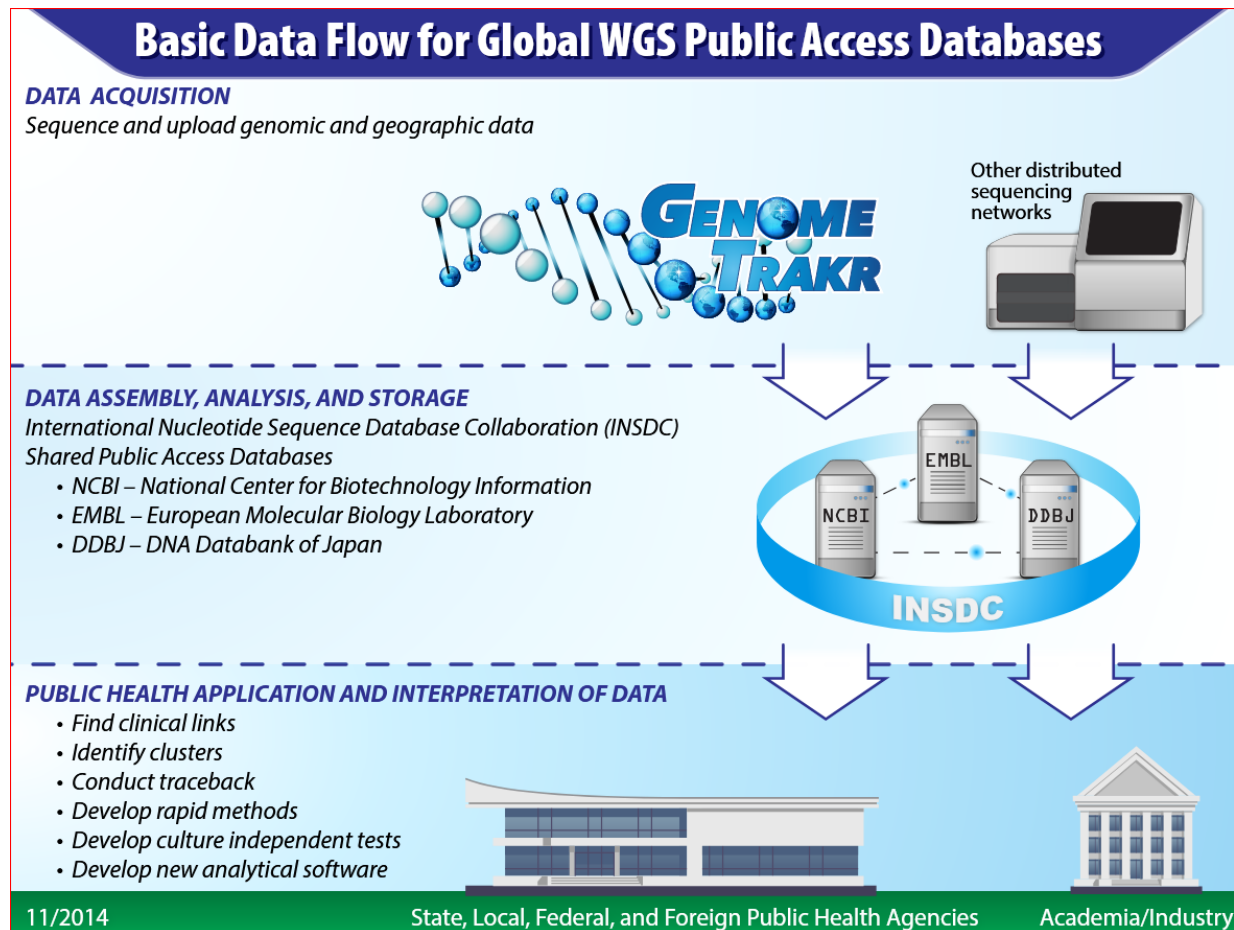 Basic Data Flow for Global WGS Public Access Databases
DATA ACQUISITION
Sequence and upload genomic and geographic data
GENOME
TRAKR
Other distributed
sequencing
networks
DATA ASSEMBLY, ANALYSIS, AND STORAGE
International Nucleotide Sequence Database Collaboration (INSDC)
Shared Public Access Databases
• NCBI – National Center for Biotechnology Information
• EMBL – European Molecular Biology Laboratory
• DDBJ – DNA Databank of Japan
EMBL
NCBI
DDBJ
INSDC
PUBLIC HEALTH APPLICATION AND INTERPRETATION OF DATA
• Find clinical links
• Identify clusters
• Conduct traceback
• Develop rapid methods
• Develop culture independent tests
• Develop new analytical software
11/2014
State, Local, Federal, and Foreign Public Health Agencies
Academia/Industry